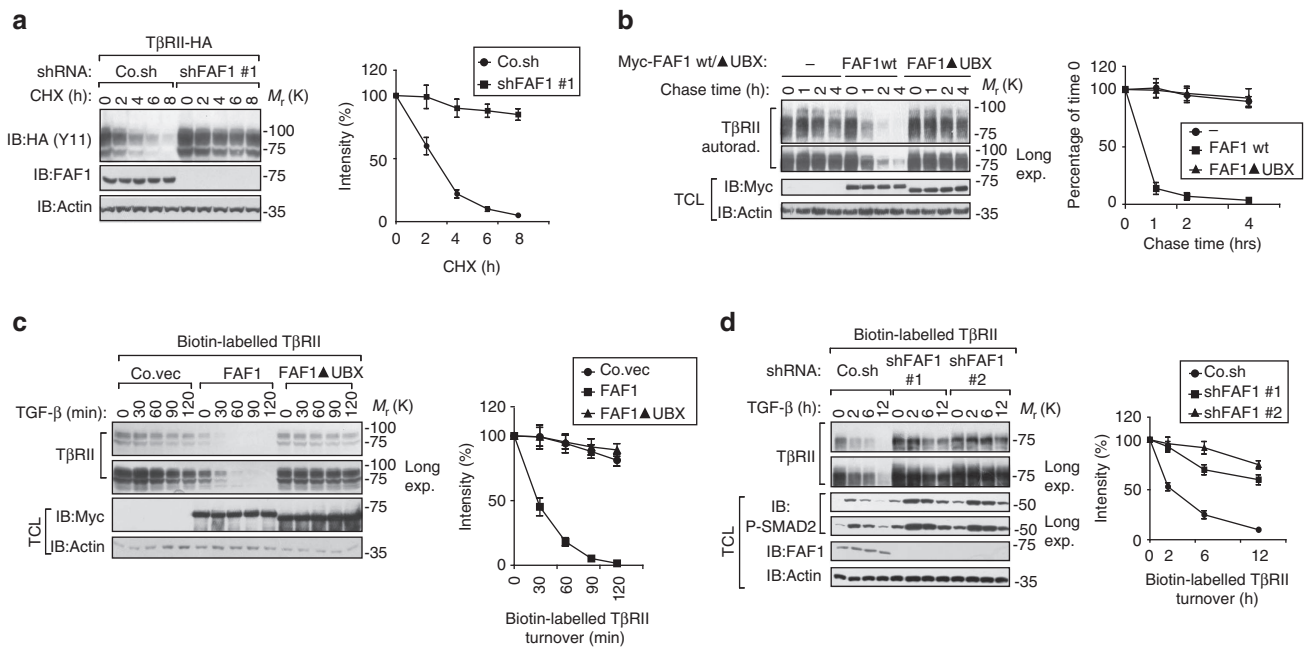 a
TβRII-HA
shRNA: Co.sh shFAF1 #1
CHX (h): 0 2 4 6 8 0 2 4 6 8 Mr (K)
IB:HA (Y11)
-100
-75
IB:FAF1
-75
IB:Actin
-35
Co.sh
shFAF1 #1
120
100
50
0
Intensity (%)
0 2 4 6 8
CHX (h)
b
Myc-FAF1 wt/▲UBX: – FAF1wt FAF1▲UBX
Chase time (h): 0 1 2 4 0 1 2 4 0 1 2 4 Mr (K)
TβRII
autorad.
-100
-75
-100
-75
Long
exp.
TCL
IB:Myc
-75
IB:Actin
-35
120
100
50
0
Percentage of time 0
–
FAF1 wt
FAF1▲UBX
0 1 2 4
Chase time (hrs)
c
Biotin-labelled TβRII
Co.vec FAF1 FAF1▲UBX
TGF-β (min): 0 30 60 90 120 0 30 60 90 120 0 30 60 90 120 Mr (K)
TβRII
-100
-75
-100
-75
Long
exp.
TCL
IB:Myc
-75
IB:Actin
-35
Co.vec
FAF1
FAF1▲UBX
120
100
50
0
Intensity (%)
0 30 60 90 120
Biotin-labelled TβRII
turnover (min)
d
Biotin-labelled TβRII
shRNA: Co.sh shFAF1 #1 shFAF1 #2
TGF-β (h): 0 2 6 12 0 2 6 12 0 2 6 12 Mr (K)
TβRII
-75
-75
Long
exp.
TCL
IB:
P-SMAD2
-50
-50
Long
exp.
IB:FAF1
-75
IB:Actin
-35
Co.sh
shFAF1 #1
shFAF1 #2
120
100
50
0
Intensity (%)
0 2 6 12
Biotin-labelled TβRII
turnover (h)